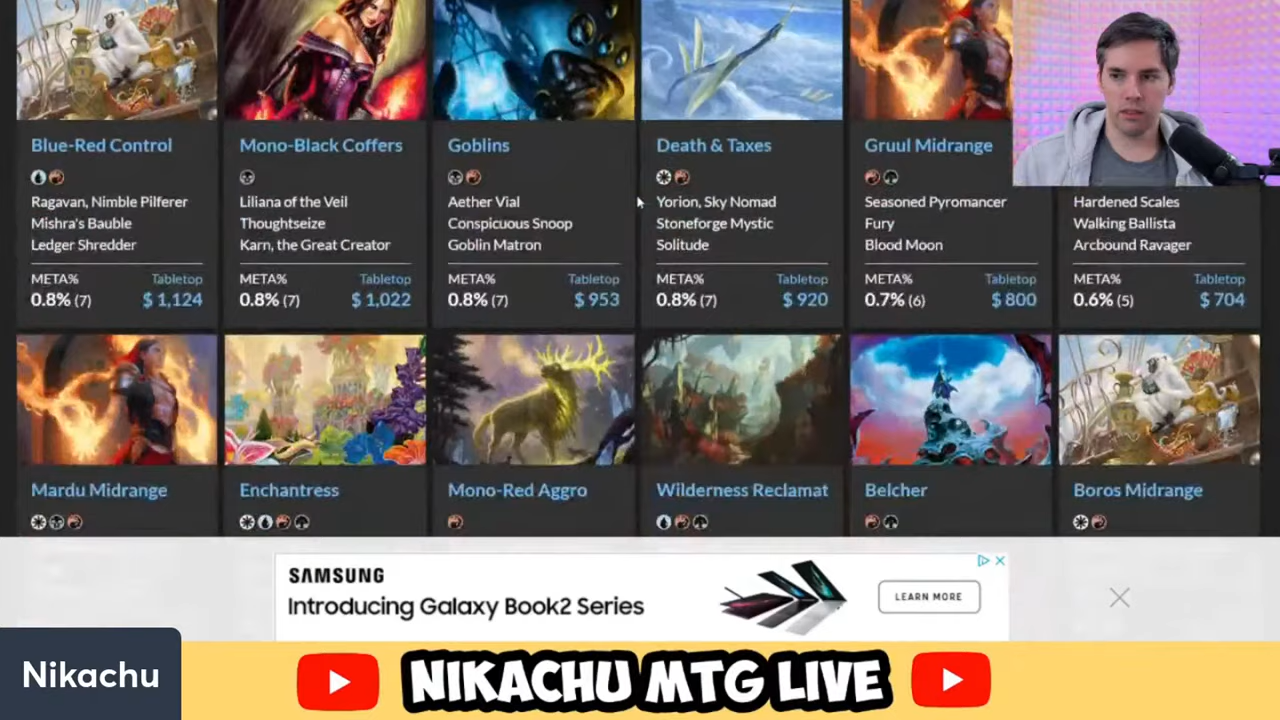 Blue-Red Control
Ragavan, Nimble Pilferer
Mishra's Bauble
Ledger Shredder
META%
Tabletop
0.8% (7)
$ 1,124
Mono-Black Coffers
Liliana of the Veil
Thoughtseize
Karn, the Great Creator
META%
Tabletop
0.8% (7)
$ 1,022
Goblins
Aether Vial
Conspicuous Snoop
Goblin Matron
META%
Tabletop
0.8% (7)
$ 953
Death & Taxes
Yorion, Sky Nomad
Stoneforge Mystic
Solitude
META%
Tabletop
0.8% (7)
$ 920
Gruul Midrange
Seasoned Pyromancer
Fury
Blood Moon
META%
Tabletop
0.7% (6)
$ 800
Hardened Scales
Walking Ballista
Arcbound Ravager
META%
Tabletop
0.6% (5)
$ 704
Mardu Midrange
Enchantress
Mono-Red Aggro
Wilderness Reclamat
Belcher
Boros Midrange
SAMSUNG
Introducing Galaxy Book2 Series
LEARN MORE
Nikachu
NIKACHU MTG LIVE